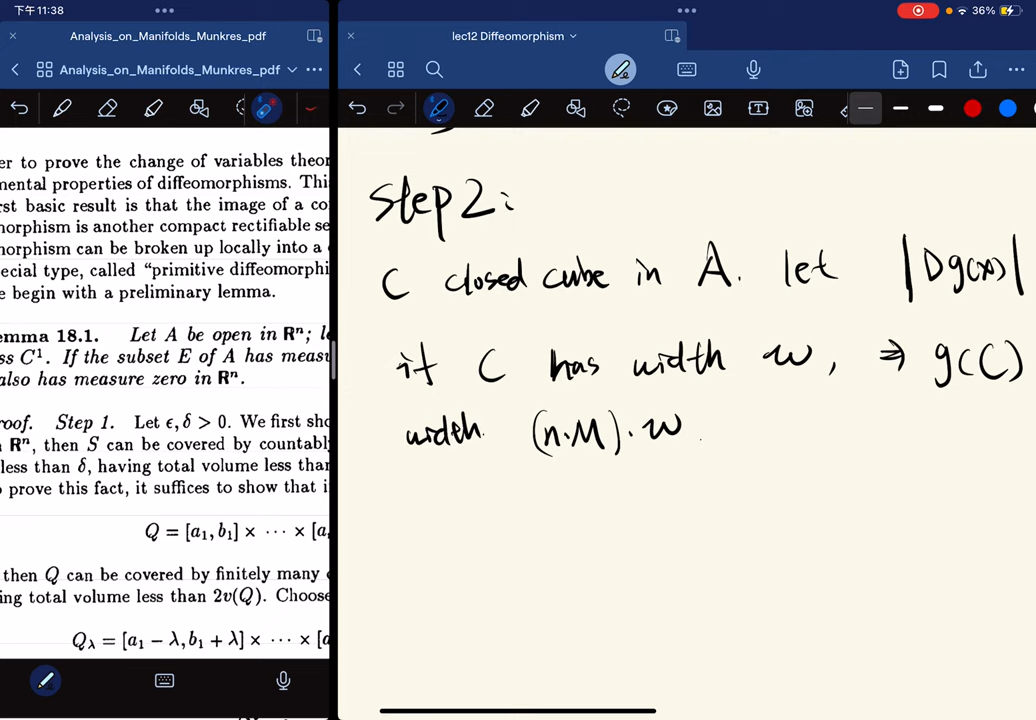 下午11:38
36%
Analysis_on_Manifolds_Munkres_pdf
lec12 Diffeomorphism
Analysis_on_Manifolds_Munkres_pdf
er to prove the change of variables theor
mental properties of diffeomorphisms. Thi
rst basic result is that the image of a co
morphism is another compact rectifiable se
morphism can be broken up locally into a
ecial type, called "primitive diffeomorphi
e begin with a preliminary lemma.
emma 18.1. Let A be open in Rⁿ; l
ss C¹. If the subset E of A has measu
also has measure zero in Rⁿ.
roof. Step 1. Let ϵ, δ > 0. We first sho
Rⁿ, then S can be covered by countabl
less than δ, having total volume less than
o prove this fact, it suffices to show that i
Q = [a₁, b₁] × ⋯ × [a
then Q can be covered by finitely many
ing total volume less than 2v(Q). Choose
Q_λ = [a₁ − λ, b₁ + λ] × ⋯ × [a
Step 2:
C closed cube in A. let |Dg(x)|
if C has width w, ⇒ g(C)
width (n·M)·w